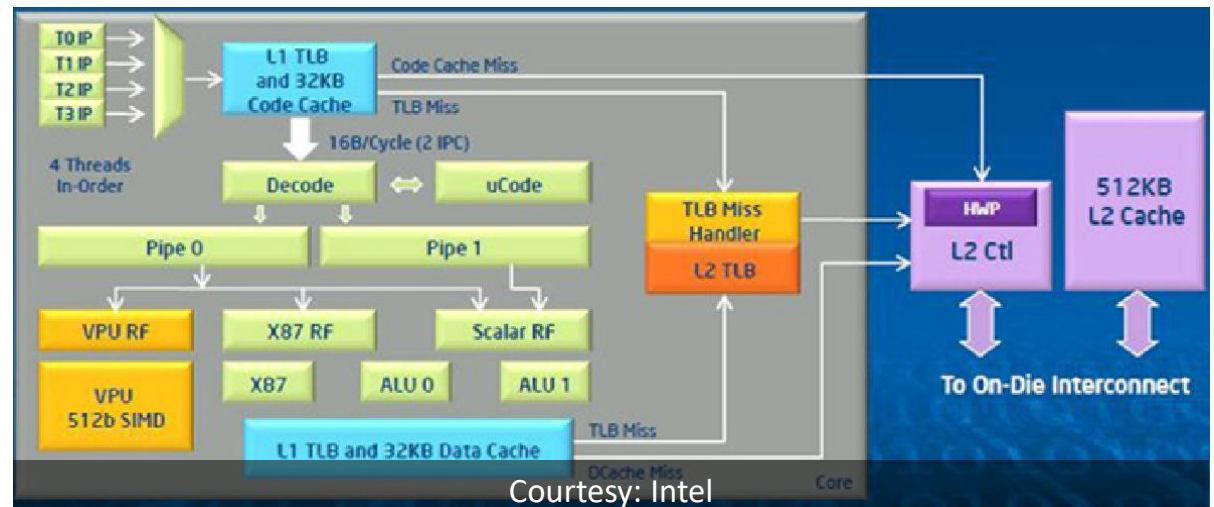 T0 IP
T1 IP
T2 IP
T3 IP
4 Threads
In-Order
L1 TLB
and 32KB
Code Cache
Code Cache Miss
TLB Miss
16B/Cycle (2 IPC)
Decode
uCode
Pipe 0
Pipe 1
VPU RF
X87 RF
Scalar RF
VPU
512b SIMD
X87
ALU 0
ALU 1
L1 TLB and 32KB Data Cache
TLB Miss
DCache Miss
Core
TLB Miss
Handler
L2 TLB
HWP
L2 Ctl
512KB
L2 Cache
To On-Die Interconnect
Courtesy: Intel